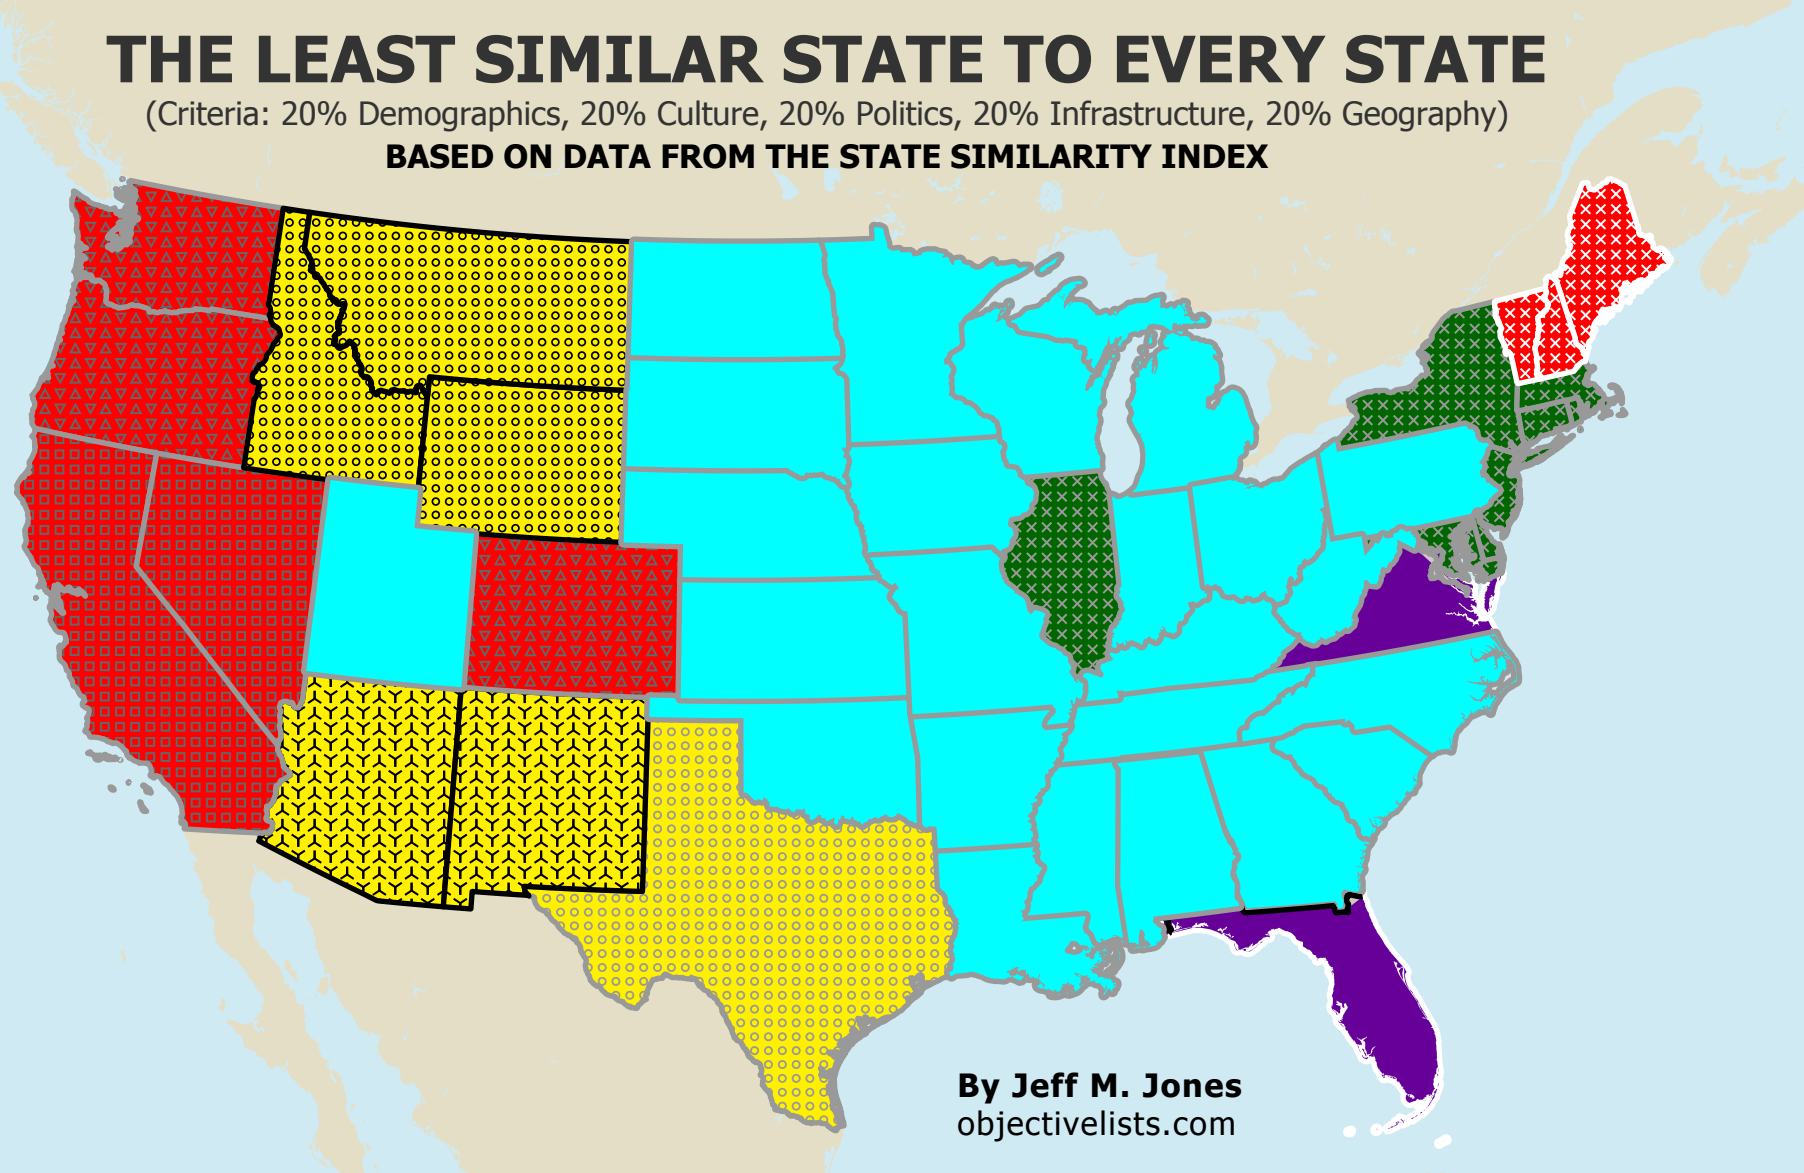 THE LEAST SIMILAR STATE TO EVERY STATE
(Criteria: 20% Demographics, 20% Culture, 20% Politics, 20% Infrastructure, 20% Geography)
BASED ON DATA FROM THE STATE SIMILARITY INDEX
By Jeff M. Jones
objectivelists.com